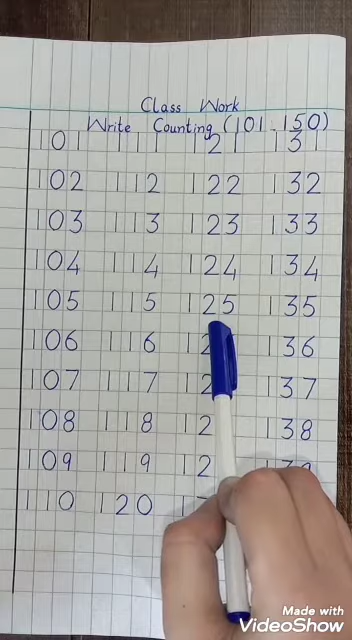 Class Work
Write Counting (101-150)
101 111 121 131
102 112 122 132
103 113 123 133
104 114 124 134
105 115 125 135
106 116 136
107 117 137
108 118 138
109 119
110 120
Made with
VideoShow